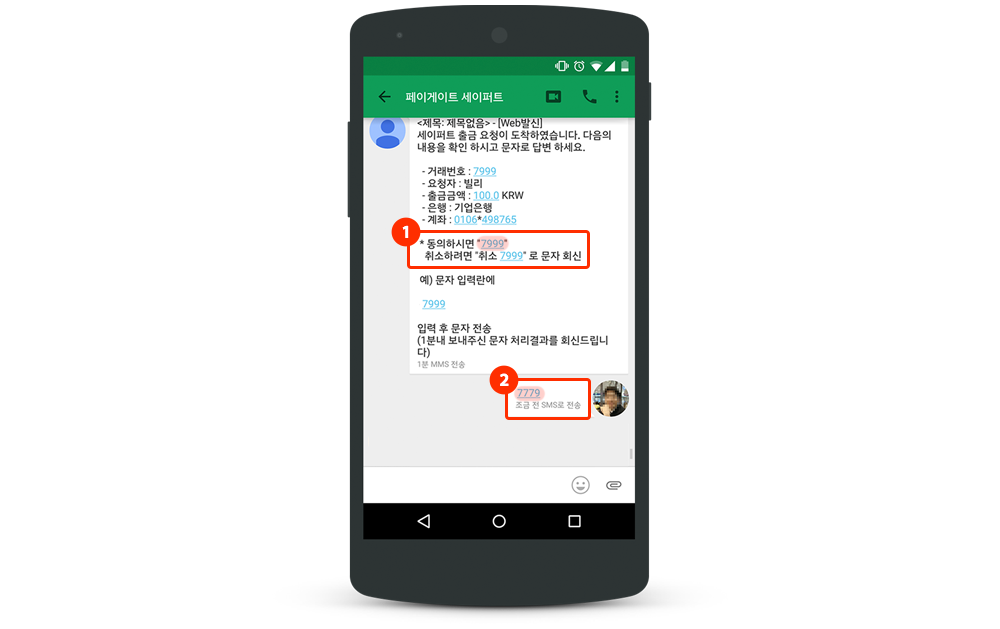 페이게이트 세이퍼트
<제목: 제목없음> - [Web발신]
세이퍼트 출금 요청이 도착하였습니다. 다음의
내용을 확인 하시고 문자로 답변 하세요.
- 거래번호 : 7999
- 요청자 : 빌리
- 출금금액 : 100.0 KRW
- 은행 : 기업은행
- 계좌 : 0106*498765
1
* 동의하시면 "7999"
취소하려면 "취소 7999" 로 문자 회신
예) 문자 입력란에
7999
입력 후 문자 전송
(1분내 보내주신 문자 처리결과를 회신드립니
다)
1분 MMS 전송
2
7779
조금 전 SMS로 전송